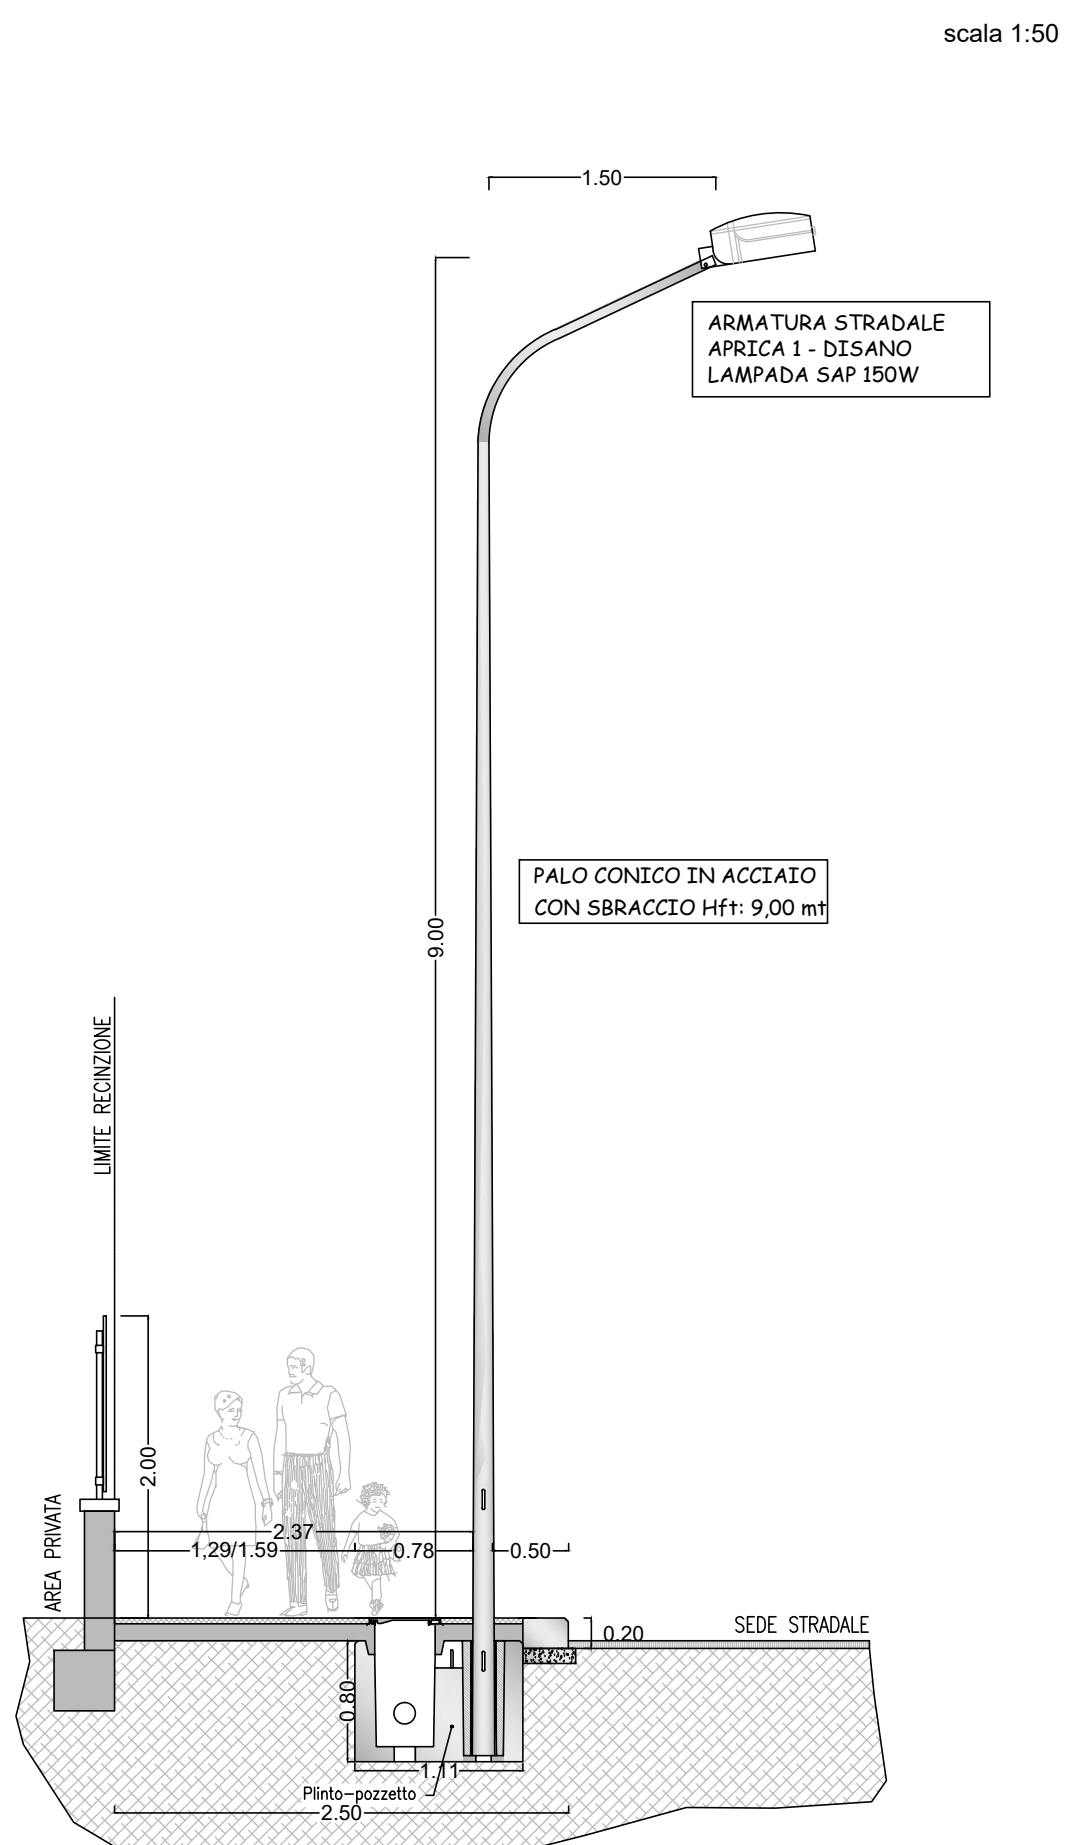 scala 1:50
1.50
ARMATURA STRADALE
APRICA 1 - DISANO
LAMPADA SAP 150W
9.00
PALO CONICO IN ACCIAIO
CON SBRACCIO Hft: 9,00 mt
LIMITE RECINZIONE
2.00
AREA PRIVATA
2.37
1,29/1.59
0.78
0.50
SEDE STRADALE
0.20
0.80
1.11
Plinto-pozzetto
2.50